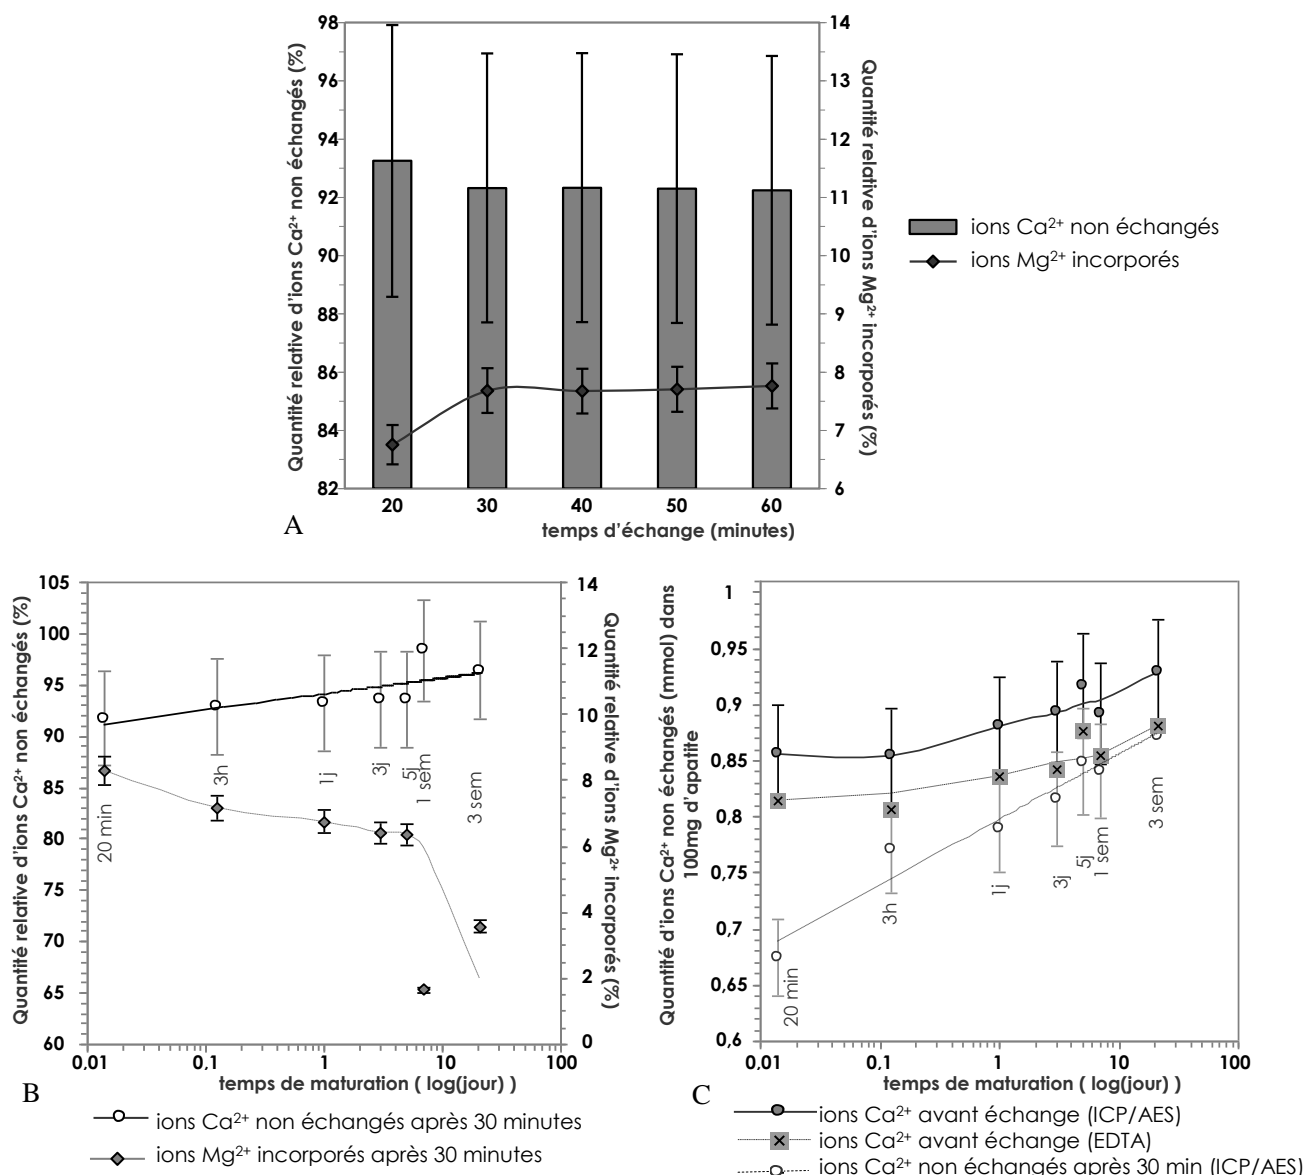 98
96
94
92
90
88
86
84
82
Quantité relative d'ions Ca²⁺ non échangés (%)
14
13
12
11
10
9
8
7
6
Quantité relative d'ions Mg²⁺ incorporés (%)
20 30 40 50 60
temps d'échange (minutes)
A
ions Ca²⁺ non échangés
ions Mg²⁺ incorporés
105
100
95
90
85
80
75
70
65
60
Quantité relative d'ions Ca²⁺ non échangés (%)
14
12
10
8
6
4
2
0
Quantité relative d'ions Mg²⁺ incorporés (%)
20 min
3h
1j
3j
5j
1 sem
3 sem
0,01 0,1 1 10 100
temps de maturation ( log(jour) )
B
ions Ca²⁺ non échangés après 30 minutes
ions Mg²⁺ incorporés après 30 minutes
1
0,95
0,9
0,85
0,8
0,75
0,7
0,65
0,6
Quantité d'ions Ca²⁺ non échangés (mmol) dans
100mg d'apatite
20 min
3h
1j
3j
5j
1 sem
3 sem
0,01 0,1 1 10 100
temps de maturation ( log(jour) )
C
ions Ca²⁺ avant échange (ICP/AES)
ions Ca²⁺ avant échange (EDTA)
ions Ca²⁺ non échangés après 30 min (ICP/AES)